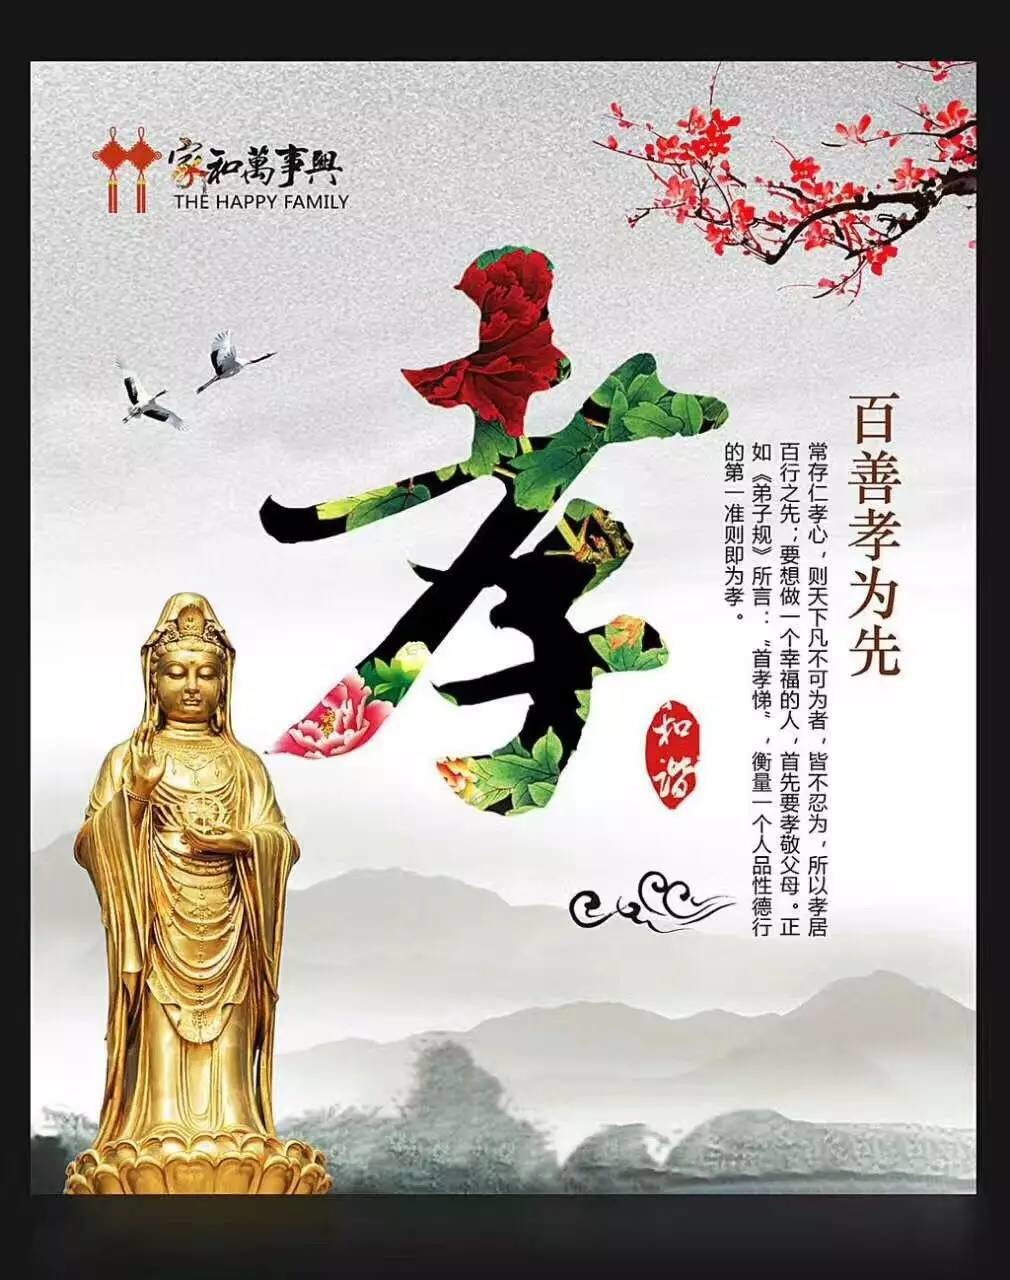 家和萬事興
THE HAPPY FAMILY
孝
和谐
百善孝为先
常存仁孝心，则天下凡不可为者，皆不忍为，所以孝居
百行之先；要想做一个幸福的人，首先要孝敬父母。正
如《弟子规》所言：“首孝悌”，衡量一个人品性德行
的第一准则即为孝。